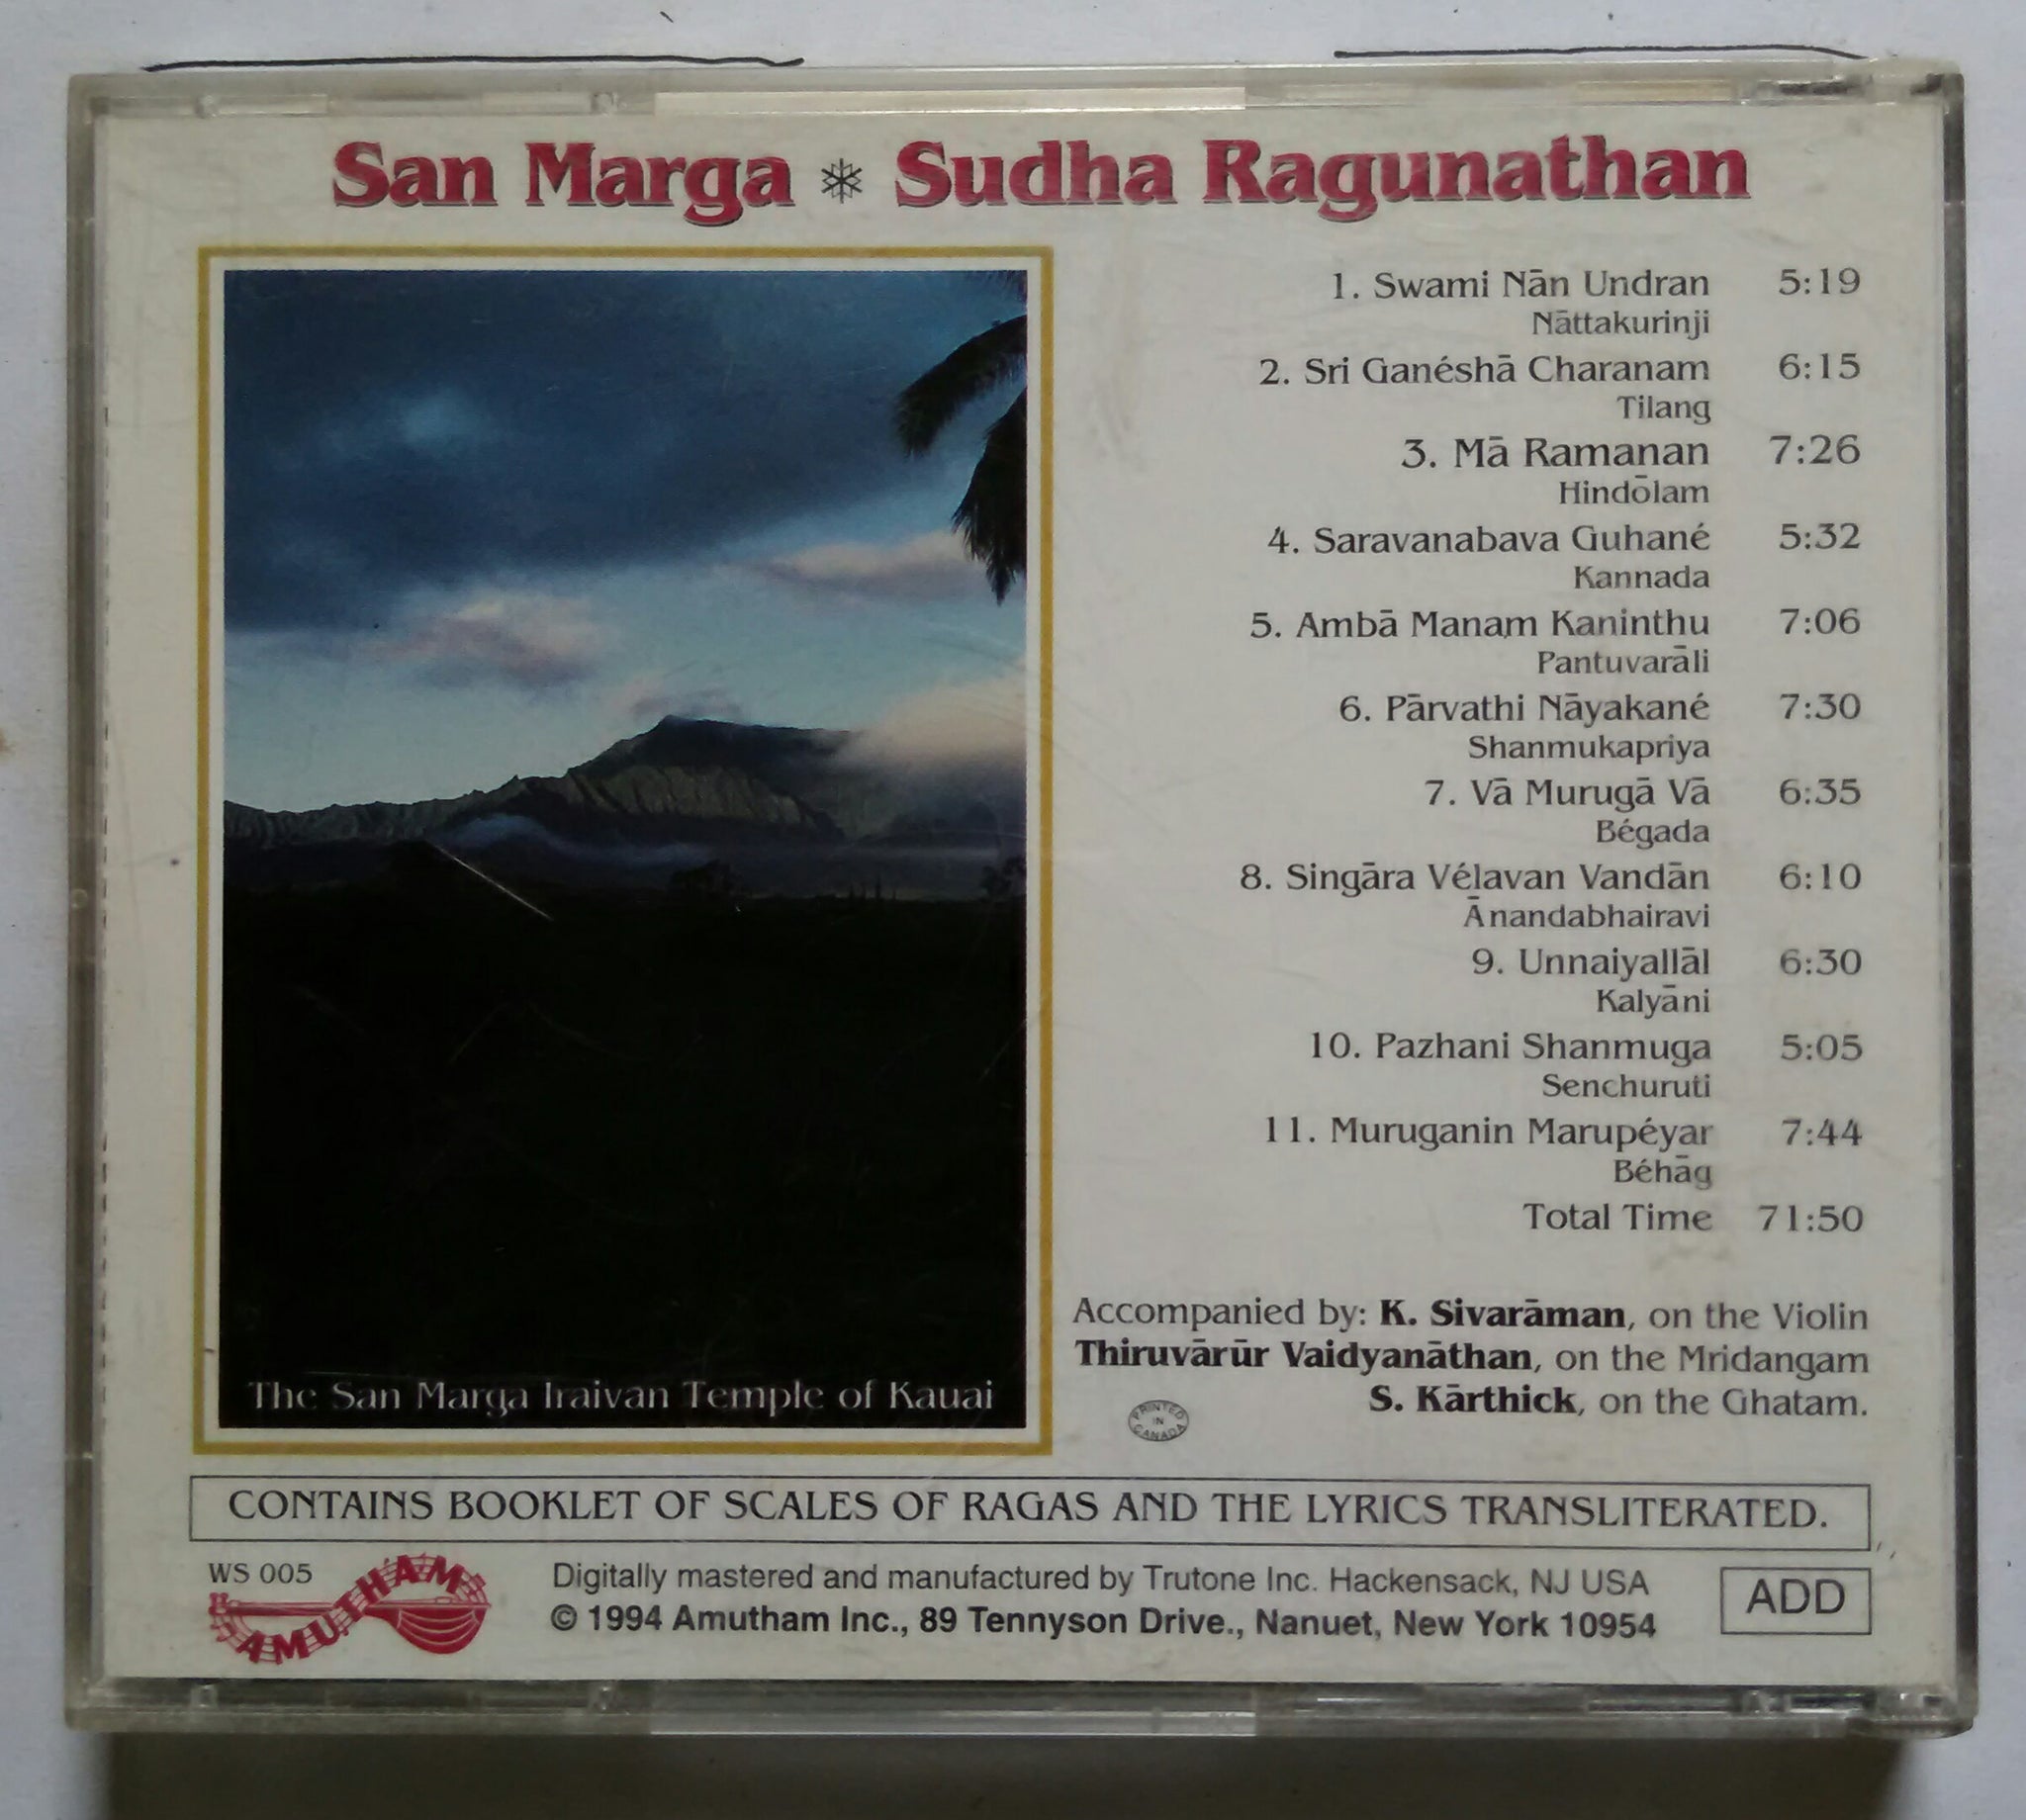 San Marga ❄ Sudha Ragunathan
1. Swami Nān Undran 5:19
Nāttakurinji
2. Sri Ganéshā Charanam 6:15
Tilang
3. Mā Ramanan 7:26
Hindōlam
4. Saravanabava Guhané 5:32
Kannada
5. Ambā Manam Kaninthu 7:06
Pantuvarāli
6. Pārvathi Nāyakané 7:30
Shanmukapriya
7. Vā Murugā Vā 6:35
Bégada
8. Singāra Vélavan Vandān 6:10
Ānandabhairavi
9. Unnaiyallāl 6:30
Kalyāni
10. Pazhani Shanmuga 5:05
Senchuruti
11. Muruganin Marupéyar 7:44
Béhāg
Total Time 71:50
The San Marga Iraivan Temple of Kauai
Accompanied by: K. Sivarāman, on the Violin
Thiruvārūr Vaidyanāthan, on the Mridangam
S. Kārthick, on the Ghatam.
PRINTED
IN
CANADA
CONTAINS BOOKLET OF SCALES OF RAGAS AND THE LYRICS TRANSLITERATED.
WS 005
AMUTHAM
Digitally mastered and manufactured by Trutone Inc. Hackensack, NJ USA
© 1994 Amutham Inc., 89 Tennyson Drive., Nanuet, New York 10954
ADD